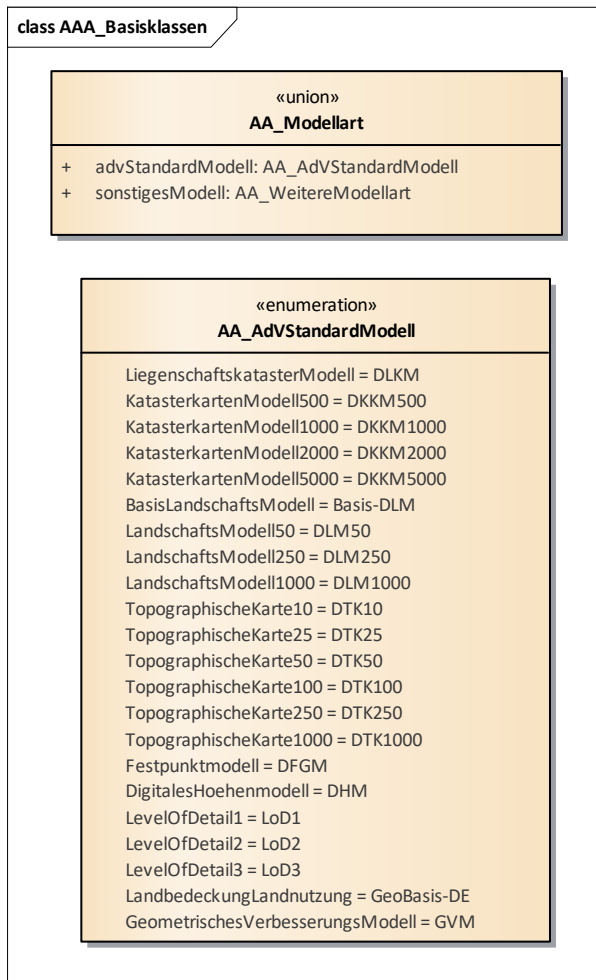 class AAA_Basisklassen
«union»
AA_Modellart
+ advStandardModell: AA_AdVStandardModell
+ sonstigesModell: AA_WeitereModellart
«enumeration»
AA_AdVStandardModell
LiegenschaftskatasterModell = DLKM
KatasterkartenModell500 = DKKM500
KatasterkartenModell1000 = DKKM1000
KatasterkartenModell2000 = DKKM2000
KatasterkartenModell5000 = DKKM5000
BasisLandschaftsModell = Basis-DLM
LandschaftsModell50 = DLM50
LandschaftsModell250 = DLM250
LandschaftsModell1000 = DLM1000
TopographischeKarte10 = DTK10
TopographischeKarte25 = DTK25
TopographischeKarte50 = DTK50
TopographischeKarte100 = DTK100
TopographischeKarte250 = DTK250
TopographischeKarte1000 = DTK1000
Festpunktmodell = DFGM
DigitalesHoehenmodell = DHM
LevelOfDetail1 = LoD1
LevelOfDetail2 = LoD2
LevelOfDetail3 = LoD3
LandbedeckungLandnutzung = GeoBasis-DE
GeometrischesVerbesserungsModell = GVM